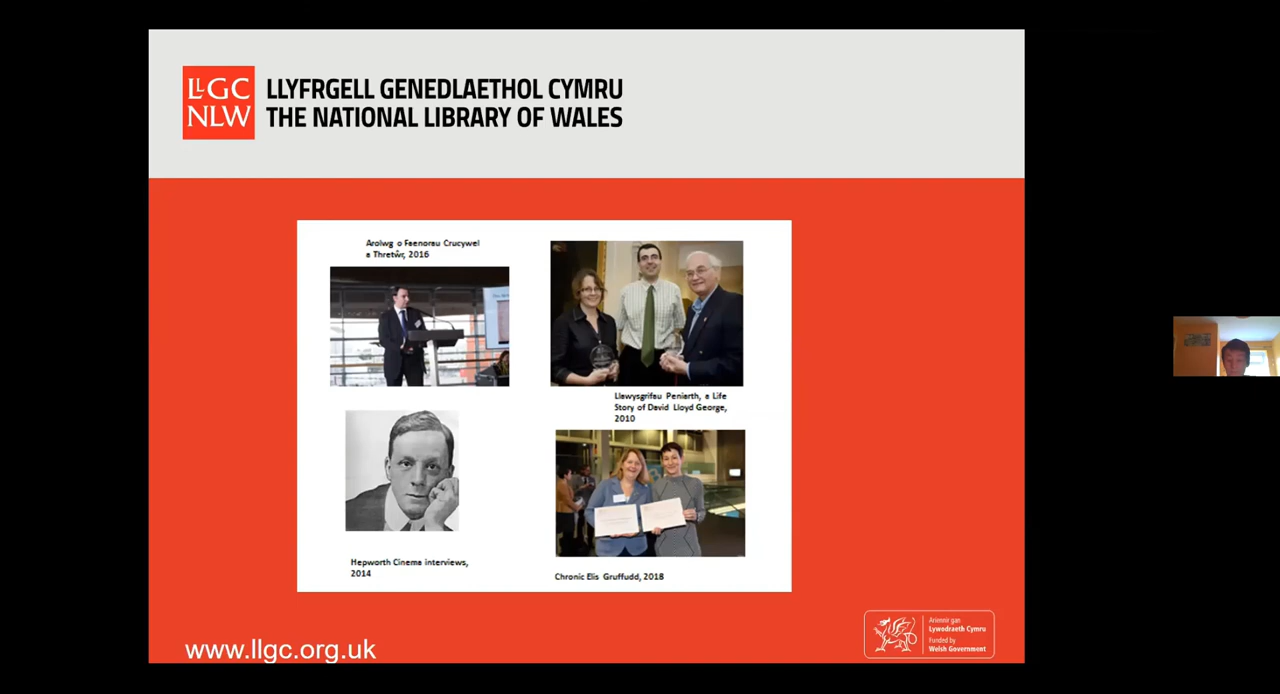 LLGC
NLW
LLYFRGELL GENEDLAETHOL CYMRU
THE NATIONAL LIBRARY OF WALES
Arolwg o Faenorau Crucywel
a Thretŵr, 2016
Llawysgrifau Peniarth, a Life
Story of David Lloyd George,
2010
Hepworth Cinema interviews,
2014
Chronic Elis Gruffudd, 2018
www.llgc.org.uk
Ariennir gan
Lywodraeth Cymru
Funded by
Welsh Government